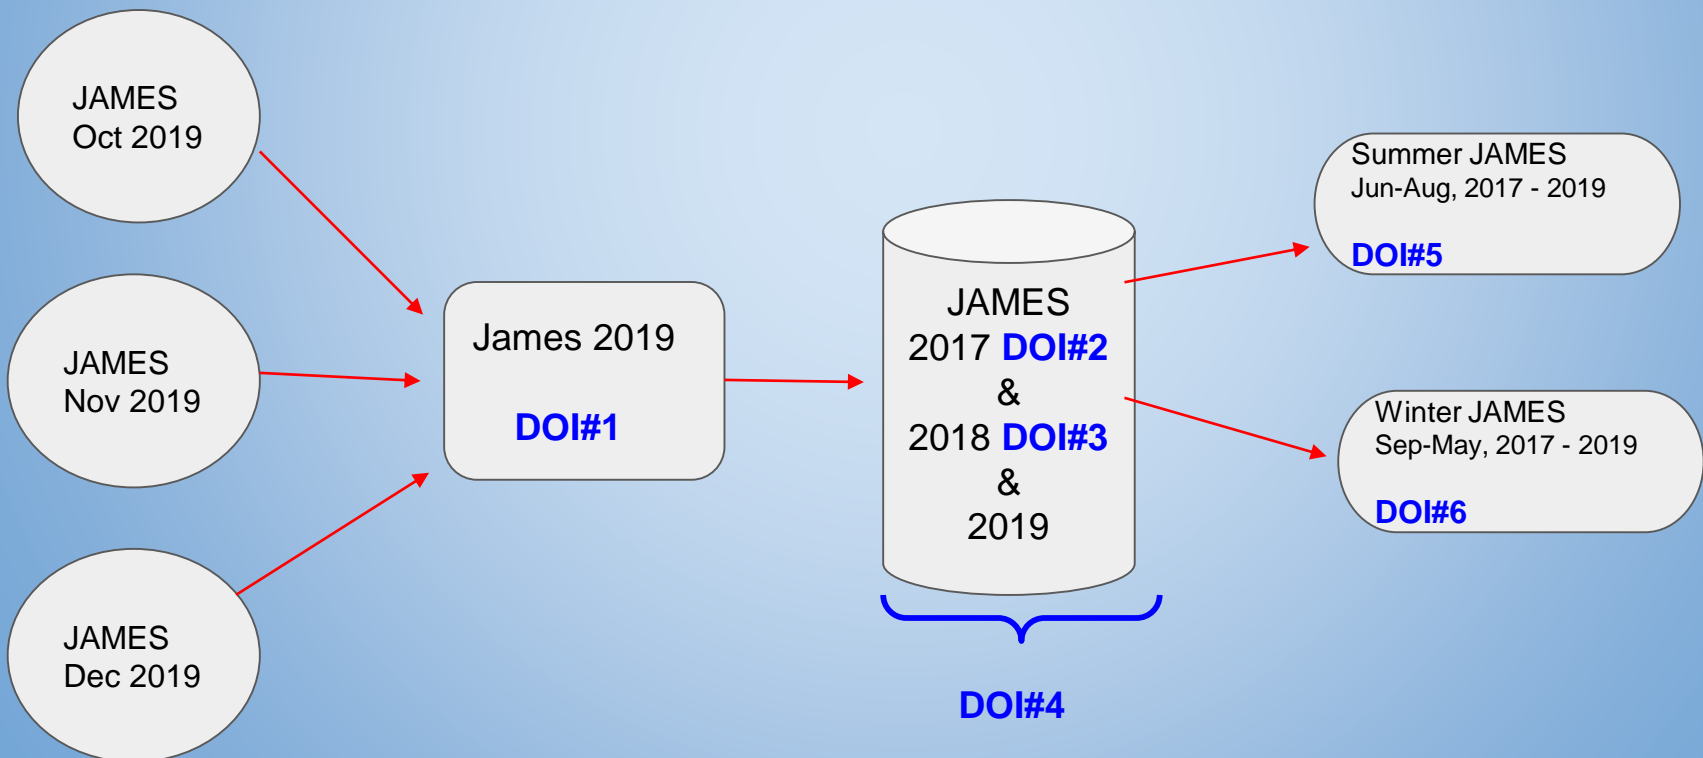 JAMES
Oct 2019
JAMES
Nov 2019
JAMES
Dec 2019
James 2019
DOI#1
JAMES
2017 DOI#2
&
2018 DOI#3
&
2019
DOI#4
Summer JAMES
Jun-Aug, 2017 - 2019
DOI#5
Winter JAMES
Sep-May, 2017 - 2019
DOI#6